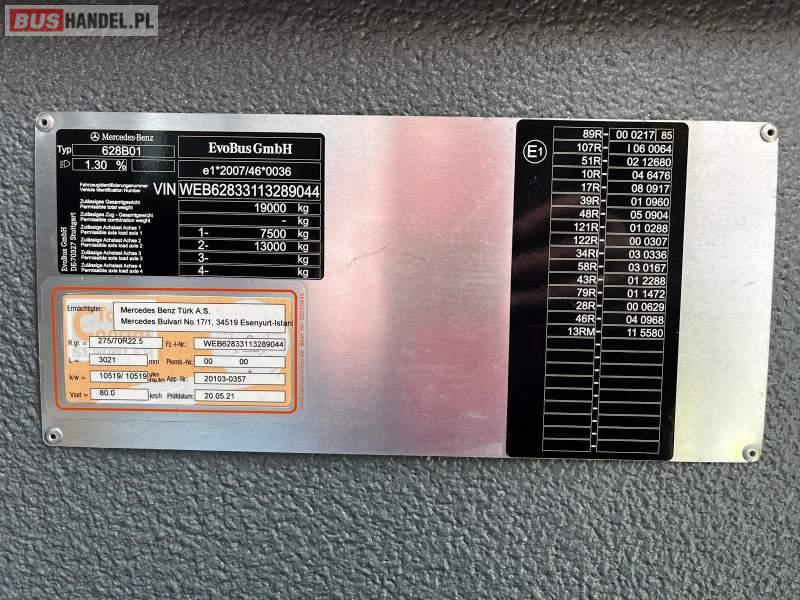 BUSHANDEL.PL
Mercedes-Benz
Typ 628B01
1.30 %
EvoBus GmbH
e1*2007/46*0036
Fahrzeugidentifizierungsnummer
Vehicle Identification Number
VIN WEB62833113289044
Zulässiges Gesamtgewicht
Permissible total weight
19000 kg
Zulässiges Zug - Gesamtgewicht
Permissible combination weight
- kg
Zulässige Achslast Achse 1
Permissible axle load axle 1
1- 7500 kg
Zulässige Achslast Achse 2
Permissible axle load axle 2
2- 13000 kg
Zulässige Achslast Achse 3
Permissible axle load axle 3
3- kg
Zulässige Achslast Achse 4
Permissible axle load axle 4
4- kg
EvoBus GmbH
DE-70327 Stuttgart
Ermächtigter:
Mercedes Benz Türk A.S.
Mercedes Bulvari No.17/1, 34519 Esenyurt-Istanl
R.gr. = 275/70R22.5 Fz.-I-Nr.: WEB62833113289044
L = 3021 mm Plomb.-Nr.: 00 00
k/w = 10519/ 10519 App.-Nr.: 20103-0357
Vset = 80.0 km/h Prüfdatum: 20.05.21
E1
89R- 00 0217 85
107R- I 06 0064
51R- 02 12680
10R- 04 6476
17R- 08 0917
39R- 01 0960
48R- 05 0904
121R- 01 0288
122R- 00 0307
34RI- 03 0336
58R- 03 0167
43R- 01 2288
79R- 01 1472
28R- 00 0629
46R- 04 0968
13RM- 11 5580